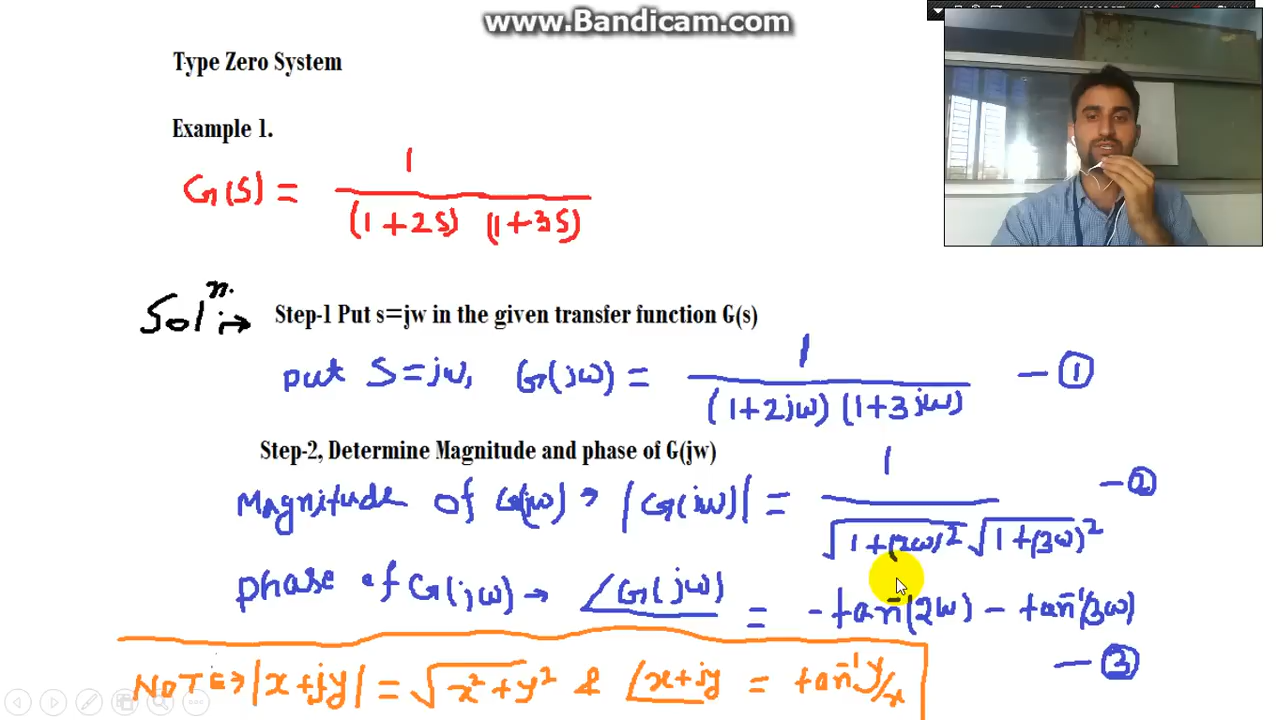 www.Bandicam.com
Type Zero System
Example 1.
G(S) = 1 / (1+2S) (1+3S)
Solⁿ. :→ Step-1 Put s=jw in the given transfer function G(s)
put S=jω, G(jω) = 1 / (1+2jω) (1+3jω) — ①
Step-2, Determine Magnitude and phase of G(jw)
Magnitude of G(jω) → |G(jω)| = 1 / √1+(2ω)² √1+(3ω)² — ②
phase of G(jω) → ∠G(jω) = -tan⁻(2ω) - tan⁻¹(3ω)
— ③
NOTE → |x+jy| = √x²+y² & ∠x+jy = tan⁻¹ y/x